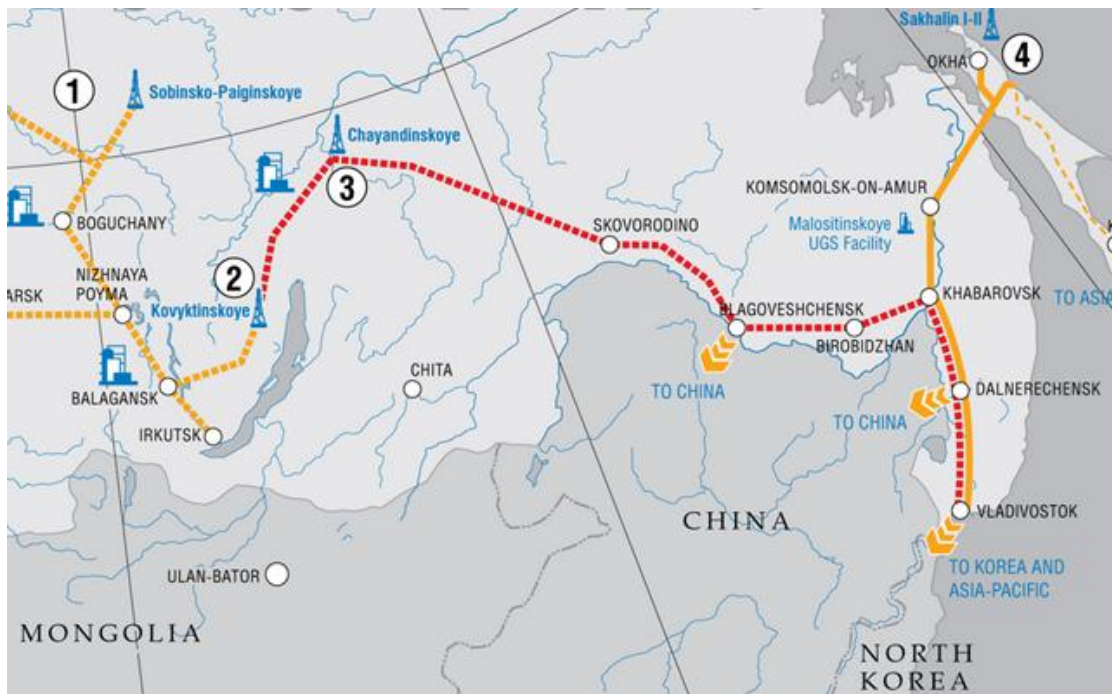 Sakhalin I-II
4
OKHA
1
Sobinsko-Paiginskoye
Chayandinskoye
3
KOMSOMOLSK-ON-AMUR
BOGUCHANY
SKOVORODINO
Malositinskoye
UGS Facility
NIZHNAYA
POYMA
2
ARSK
Kovyktinskoye
KHABAROVSK
TO ASIA
BLAGOVESHCHENSK
BIROBIDZHAN
BALAGANSK
CHITA
TO CHINA
DALNERECHENSK
TO CHINA
IRKUTSK
CHINA
VLADIVOSTOK
ULAN-BATOR
TO KOREA AND
ASIA-PACIFIC
MONGOLIA
NORTH
KOREA